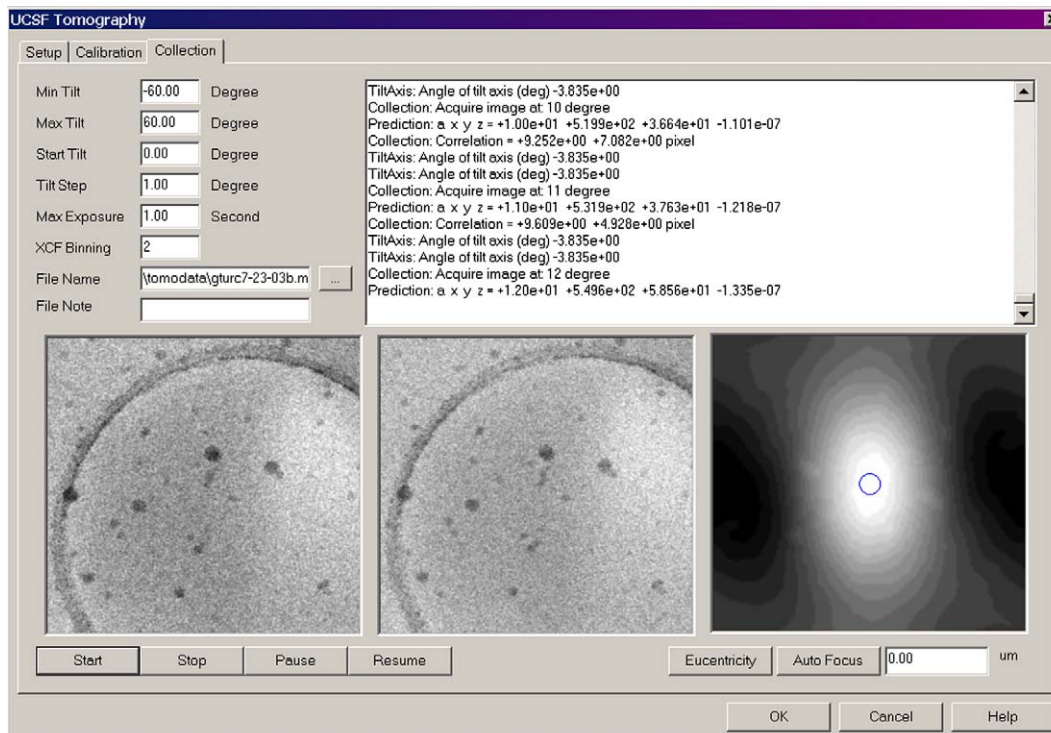 UCSF Tomography
Setup Calibration Collection
Min Tilt -60.00 Degree
Max Tilt 60.00 Degree
Start Tilt 0.00 Degree
Tilt Step 1.00 Degree
Max Exposure 1.00 Second
XCF Binning 2
File Name \tomodata\gturc7-23-03b.m ...
File Note
TiltAxis: Angle of tilt axis (deg) -3.835e+00
Collection: Acquire image at: 10 degree
Prediction: a x y z = +1.00e+01 +5.199e+02 +3.664e+01 -1.101e-07
Collection: Correlation = +9.252e+00 +7.082e+00 pixel
TiltAxis: Angle of tilt axis (deg) -3.835e+00
TiltAxis: Angle of tilt axis (deg) -3.835e+00
Collection: Acquire image at: 11 degree
Prediction: a x y z = +1.10e+01 +5.319e+02 +3.763e+01 -1.218e-07
Collection: Correlation = +9.609e+00 +4.928e+00 pixel
TiltAxis: Angle of tilt axis (deg) -3.835e+00
TiltAxis: Angle of tilt axis (deg) -3.835e+00
Collection: Acquire image at: 12 degree
Prediction: a x y z = +1.20e+01 +5.496e+02 +5.856e+01 -1.335e-07
Start Stop Pause Resume Eucentricity Auto Focus 0.00 um
OK Cancel Help